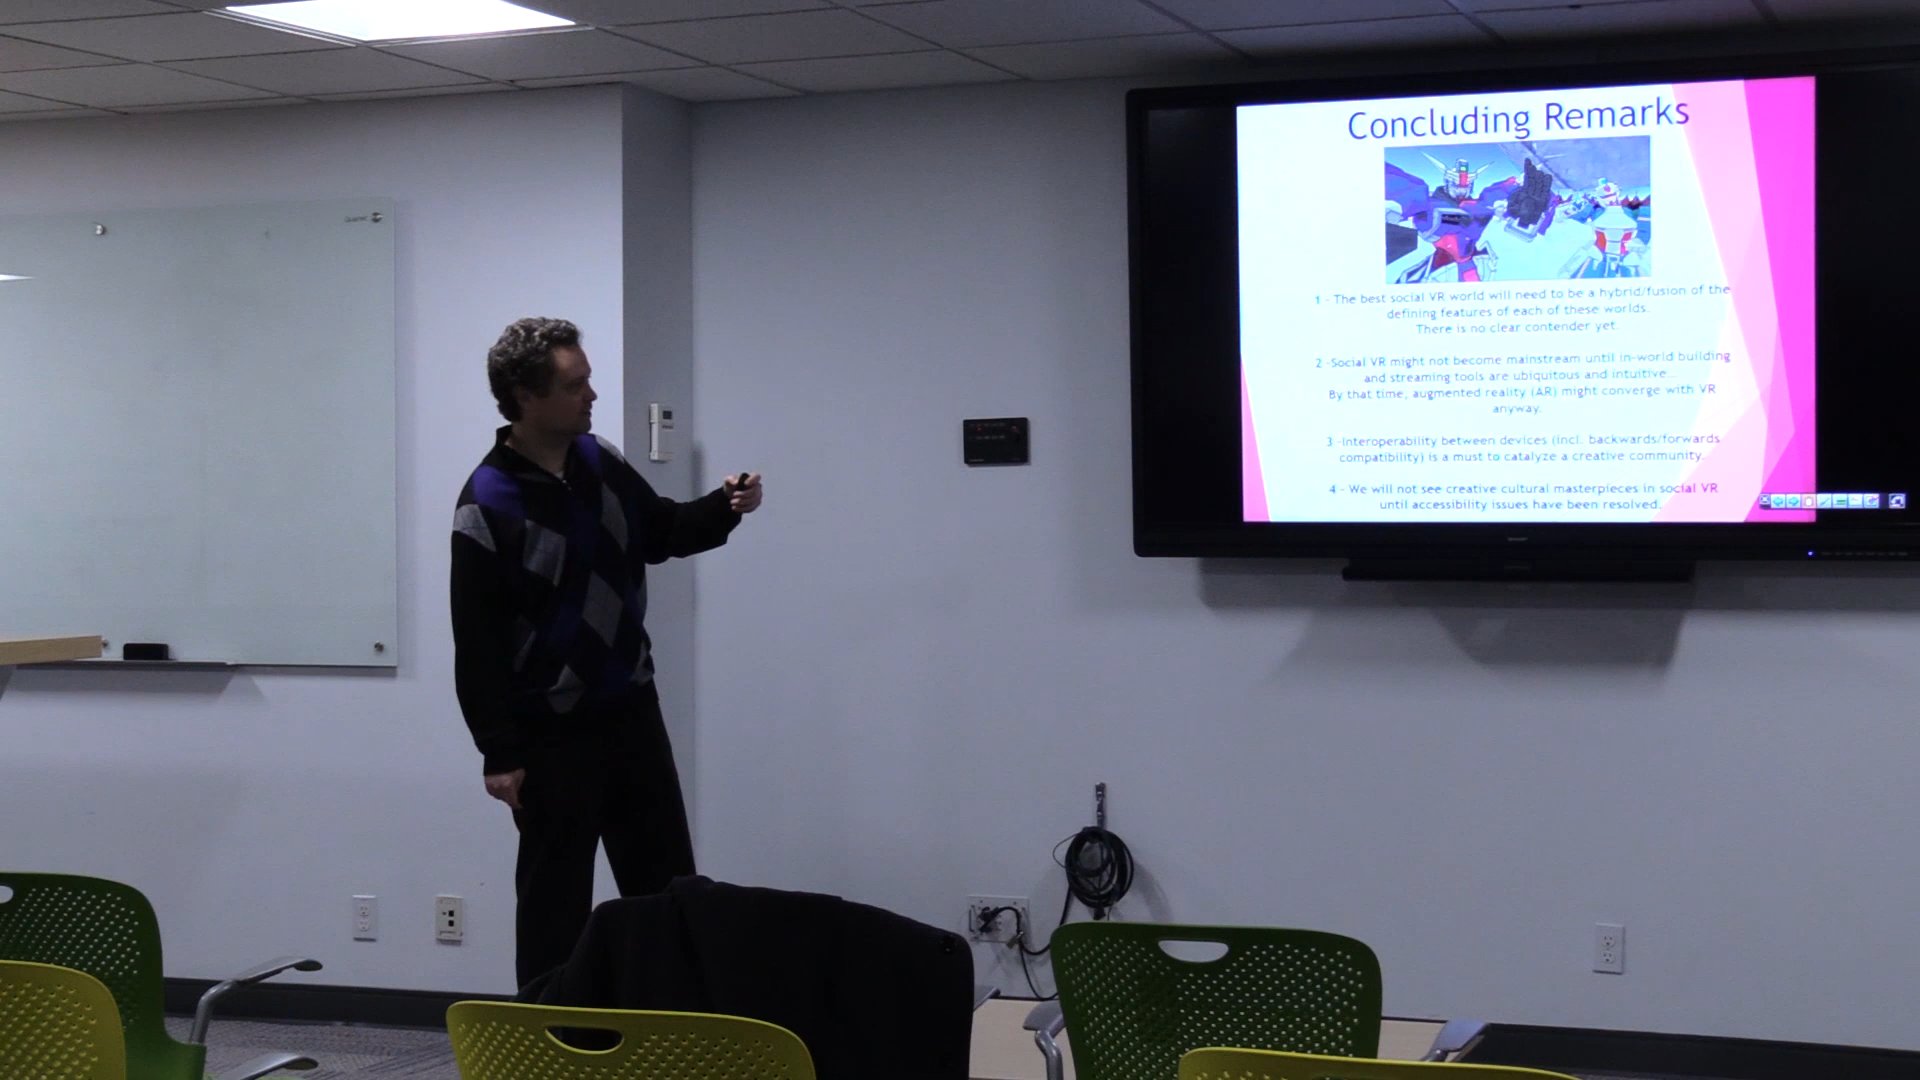 Concluding Remarks
1 - The best social VR world will need to be a hybrid/fusion of the
defining features of each of these worlds.
There is no clear contender yet.
2 -Social VR might not become mainstream until in-world building
and streaming tools are ubiquitous and intuitive...
By that time, augmented reality (AR) might converge with VR
anyway.
3 -Interoperability between devices (incl. backwards/forwards
compatibility) is a must to catalyze a creative community.
4 - We will not see creative cultural masterpieces in social VR
until accessibility issues have been resolved.
SHARP